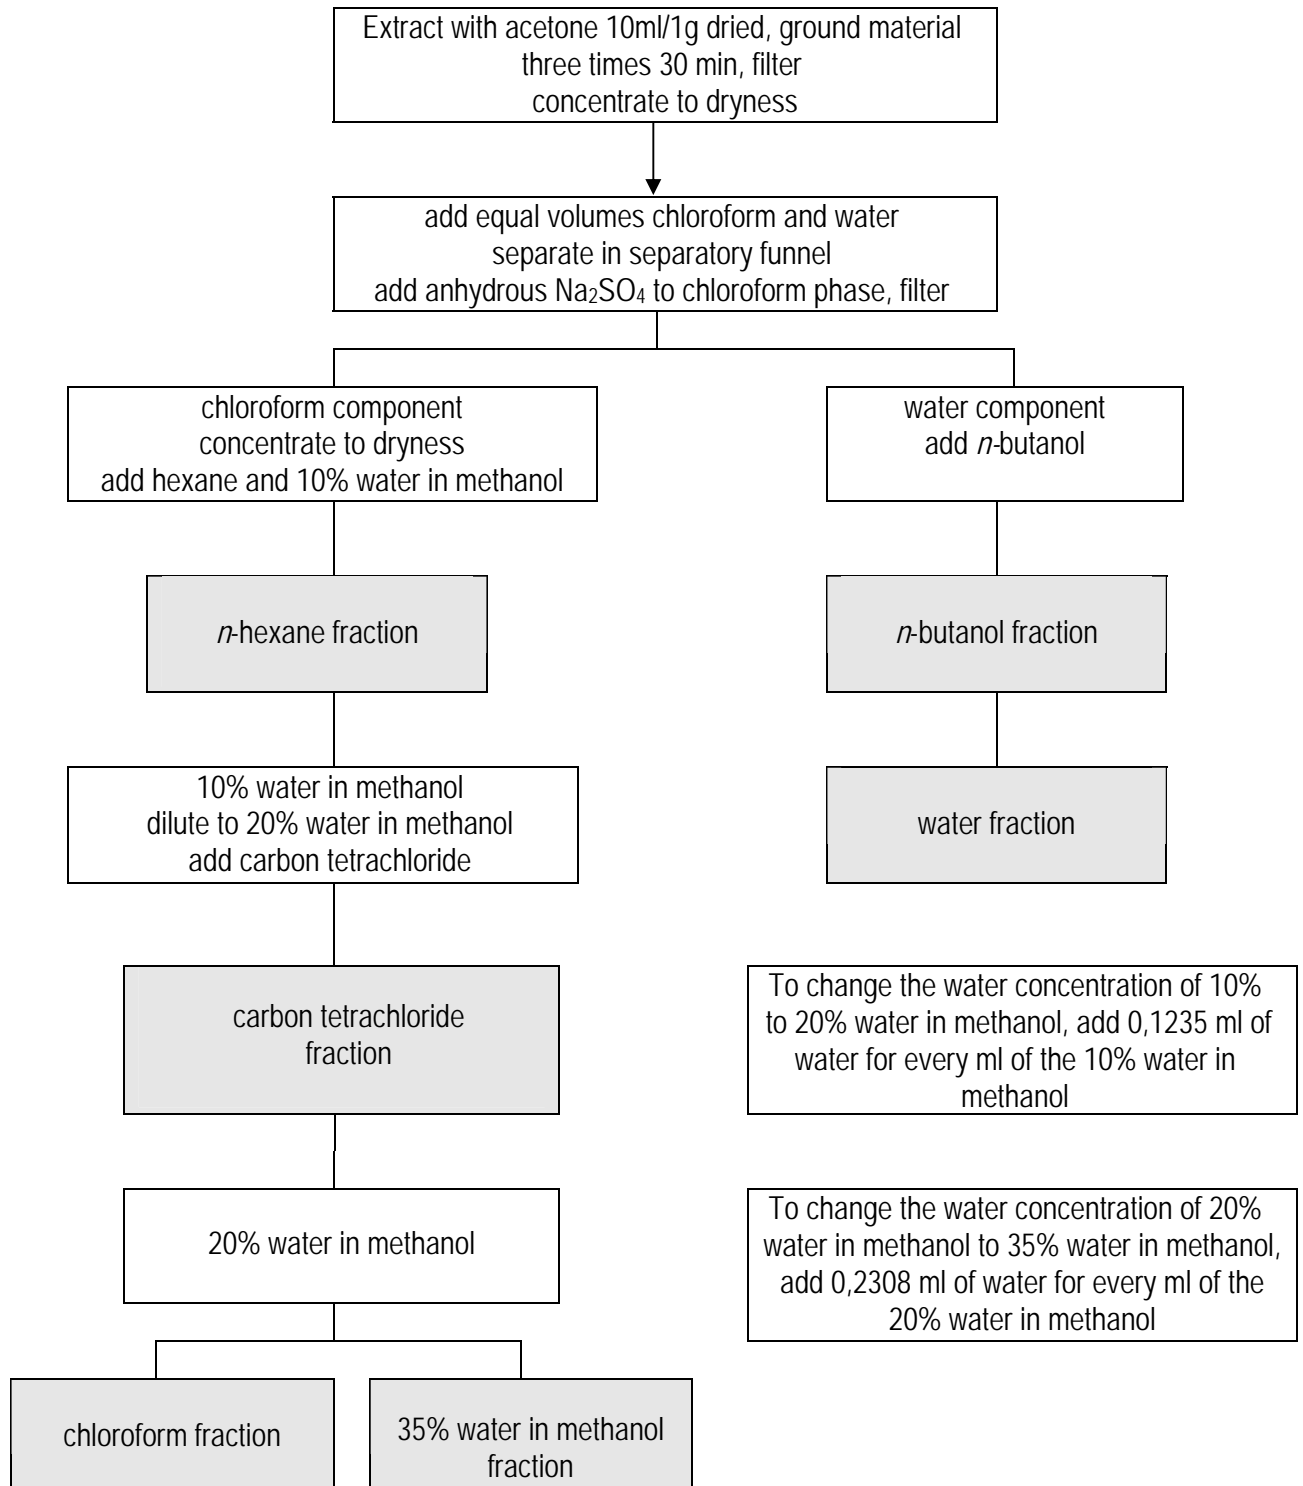 Extract with acetone 10ml/1g dried, ground material
three times 30 min, filter
concentrate to dryness
add equal volumes chloroform and water
separate in separatory funnel
add anhydrous Na₂SO₄ to chloroform phase, filter
chloroform component
concentrate to dryness
add hexane and 10% water in methanol
water component
add n-butanol
n-hexane fraction
n-butanol fraction
10% water in methanol
dilute to 20% water in methanol
add carbon tetrachloride
water fraction
carbon tetrachloride
fraction
To change the water concentration of 10%
to 20% water in methanol, add 0,1235 ml of
water for every ml of the 10% water in
methanol
20% water in methanol
To change the water concentration of 20%
water in methanol to 35% water in methanol,
add 0,2308 ml of water for every ml of the
20% water in methanol
chloroform fraction
35% water in methanol
fraction